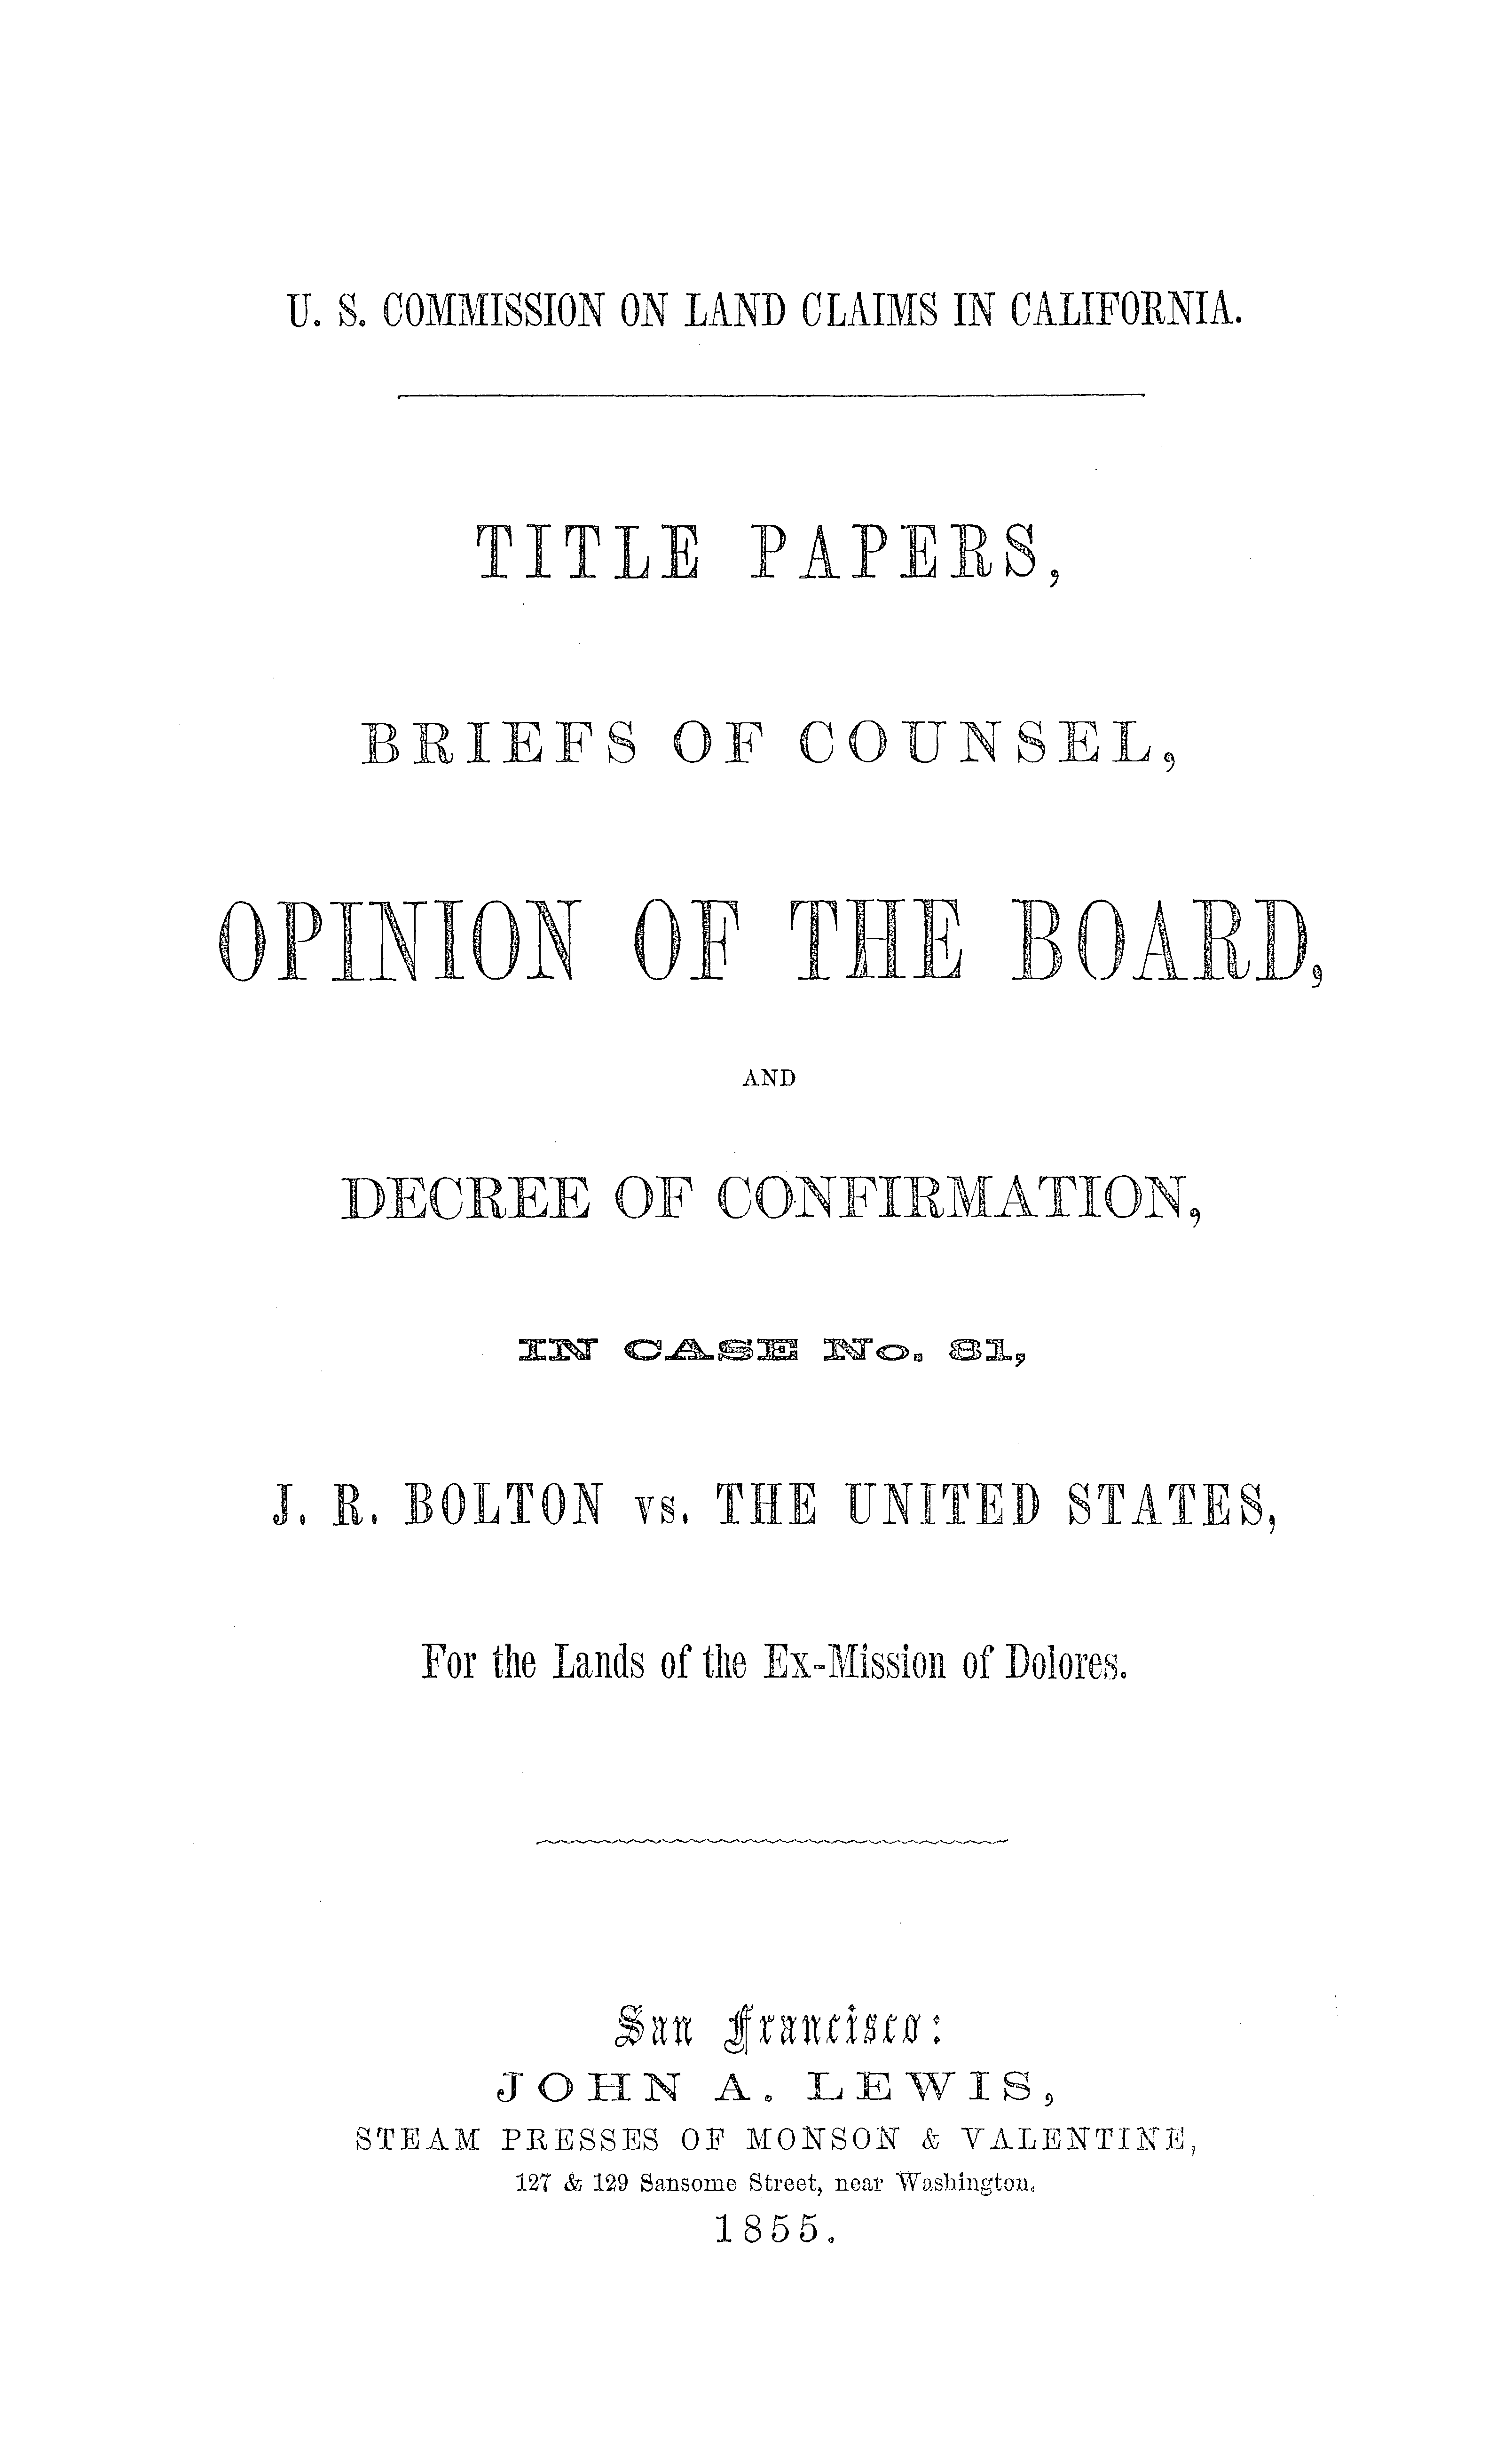 U. S. COMMISSION ON LAND CLAIMS IN CALIFORNIA.
TITLE PAPERS,
BRIEFS OF COUNSEL,
OPINION OF THE BOARD,
AND
DECREE OF CONFIRMATION,
IN CASE No. 81,
J. R. BOLTON vs. THE UNITED STATES,
For the Lands of the Ex-Mission of Dolores.
San Francisco:
JOHN A. LEWIS,
STEAM PRESSES OF MONSON & VALENTINE,
127 & 129 Sansome Street, near Washington.
1855.